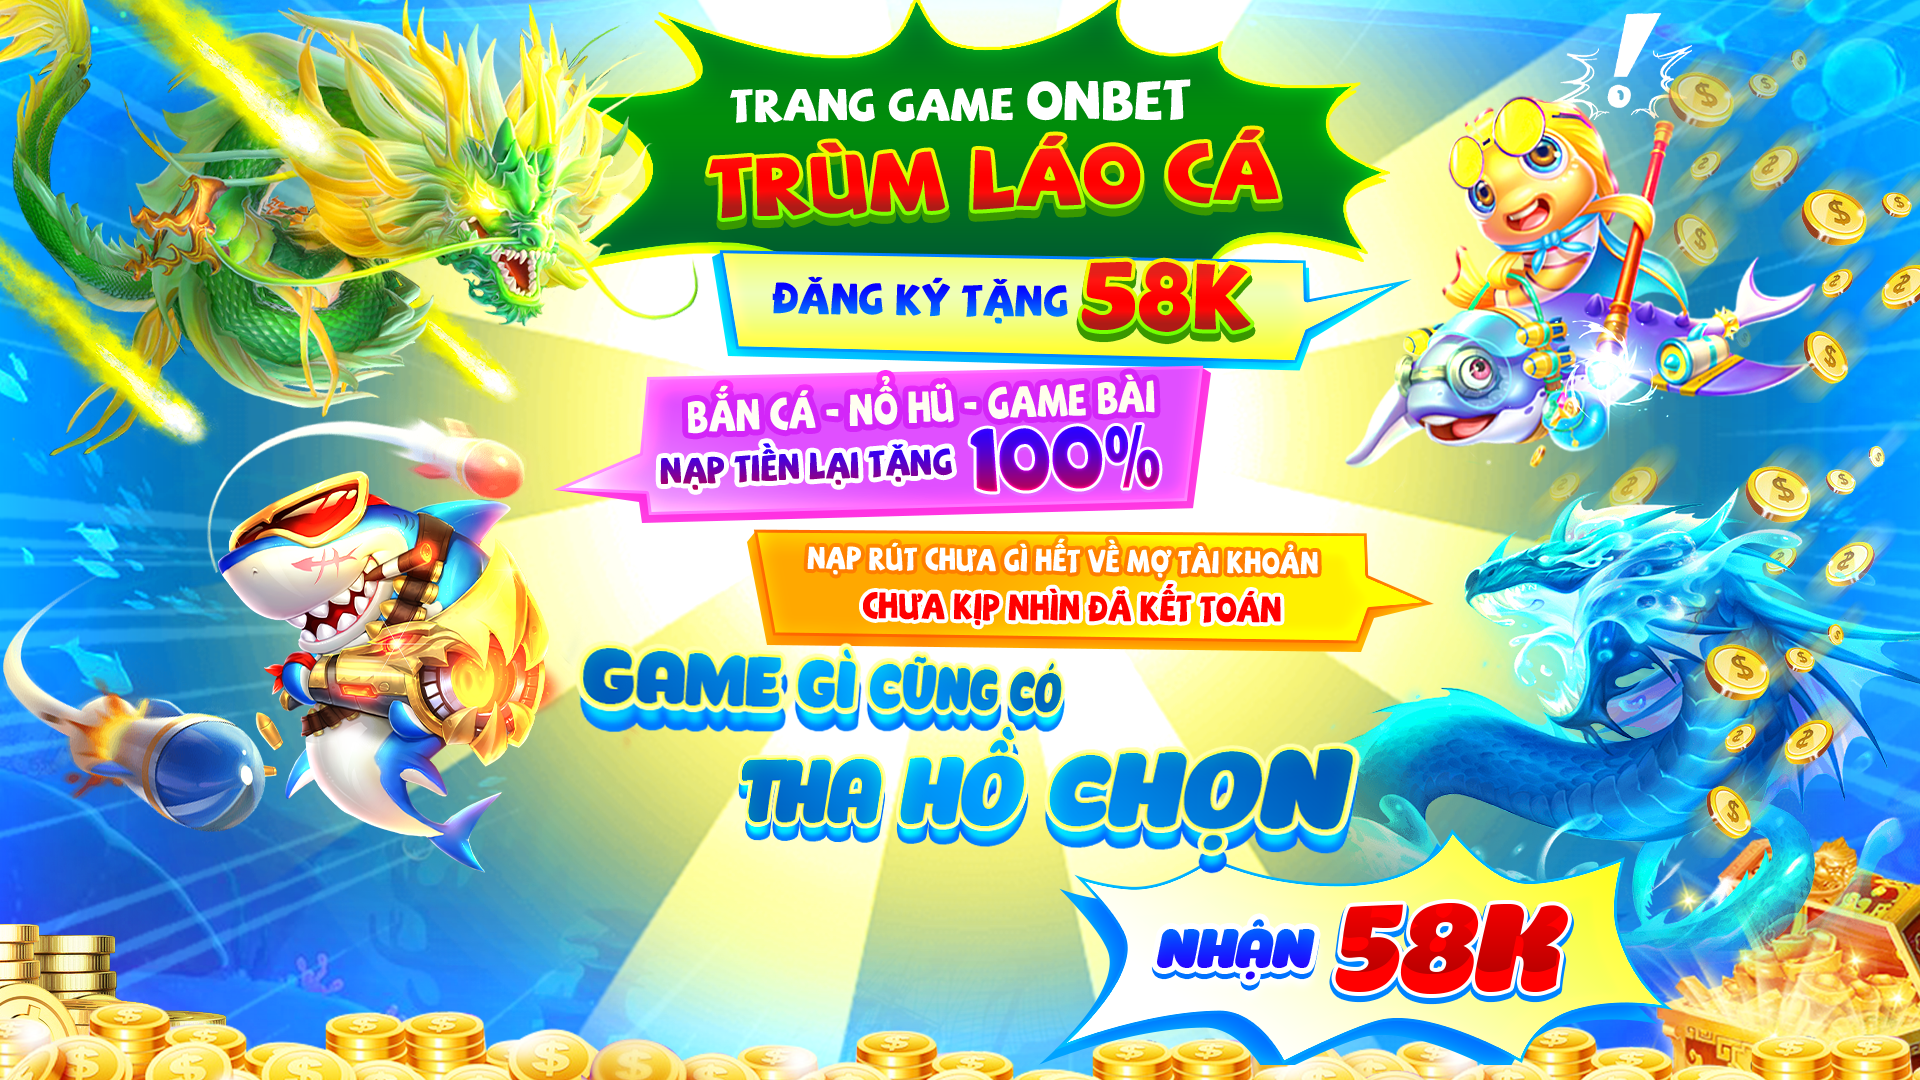 TRANG GAME ONBET
TRÙM LÁO CÁ
ĐĂNG KÝ TẶNG 58K
BẮN CÁ - NỔ HŨ - GAME BÀI
NẠP TIỀN LẠI TẶNG 100%
NẠP RÚT CHƯA GÌ HẾT VỀ MỢ TÀI KHOẢN
CHƯA KỊP NHÌN ĐÃ KẾT TOÁN
GAME GÌ CŨNG CÓ
THA HỒ CHỌN
NHẬN 58K